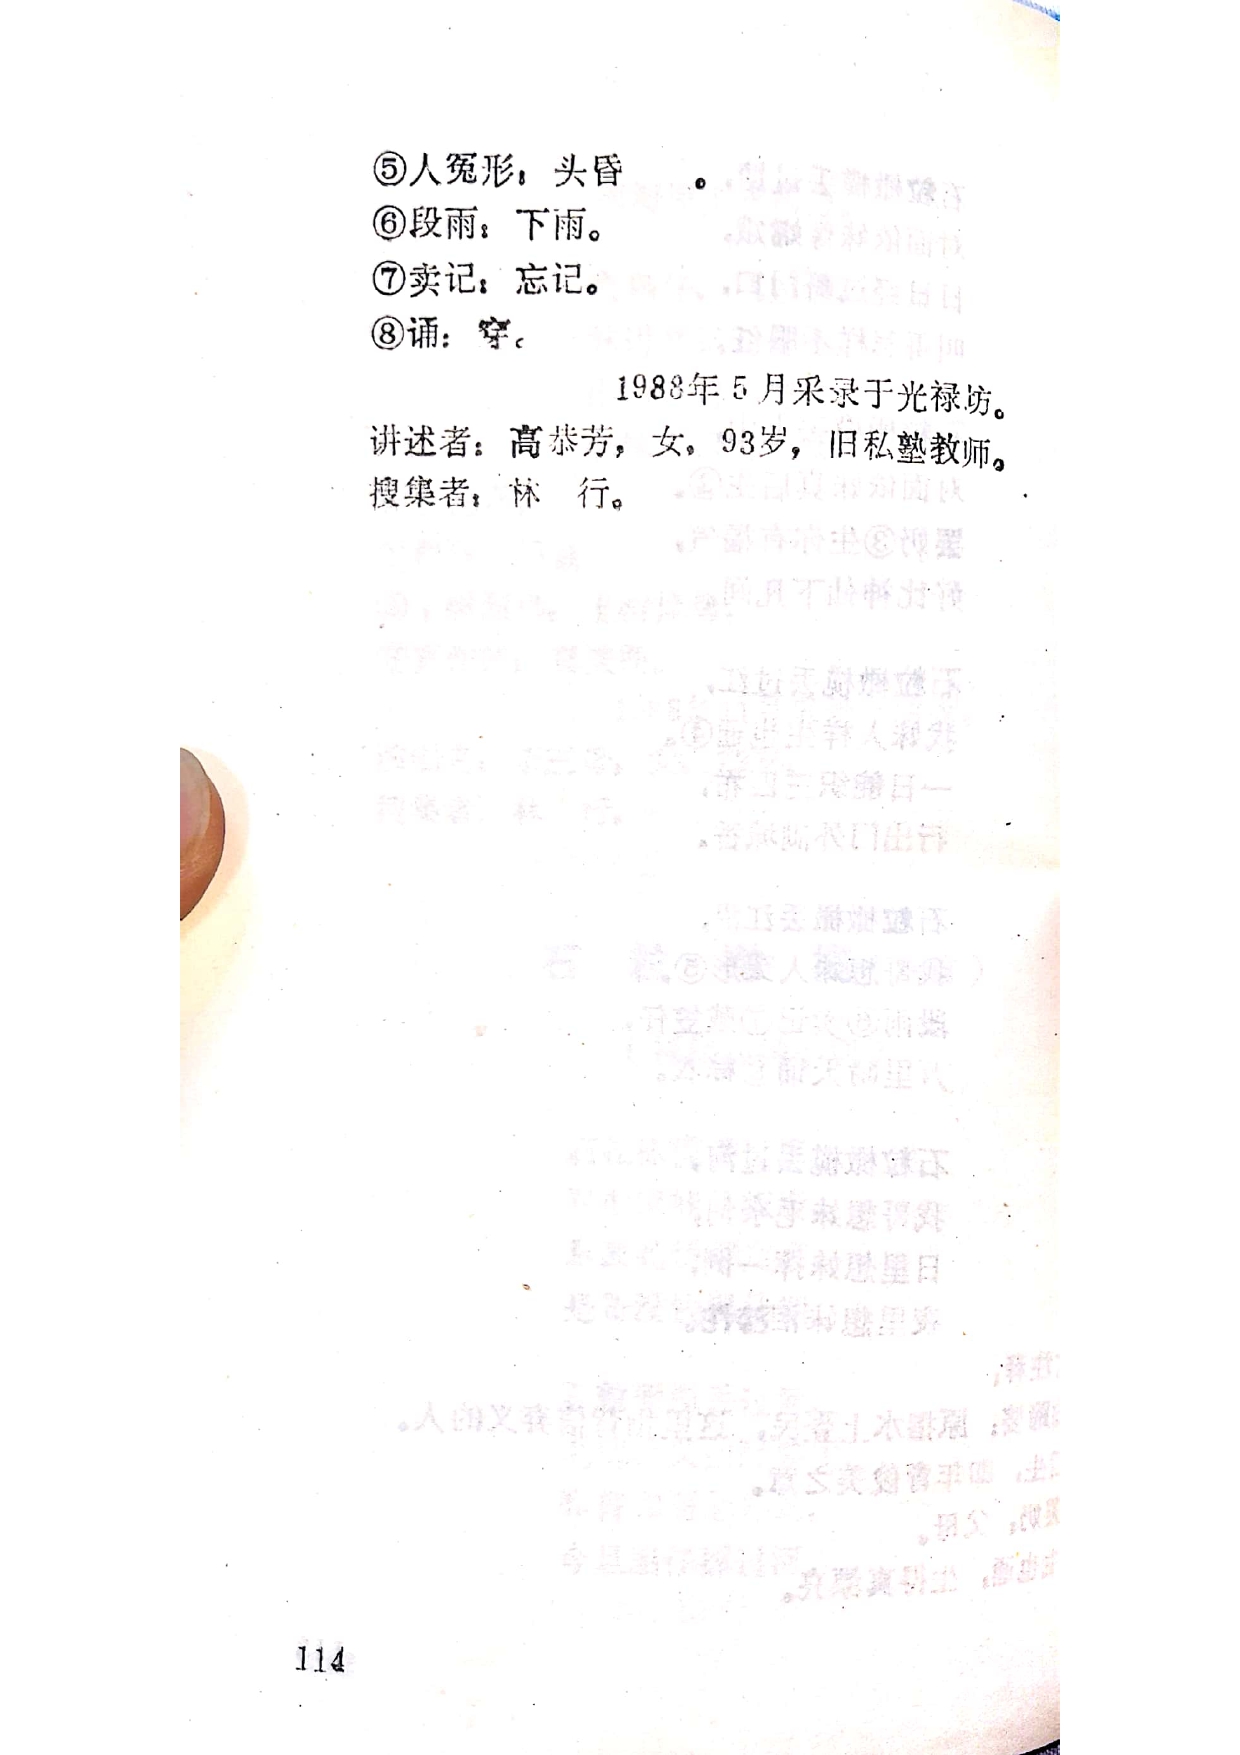 ⑤人冤形：头昏　　。
⑥段雨：下雨。
⑦卖记：忘记。
⑧诵：穿。
1988年5月采录于光禄坊。
讲述者：高恭芳，女，93岁，旧私塾教师。
搜集者：林　行。
114